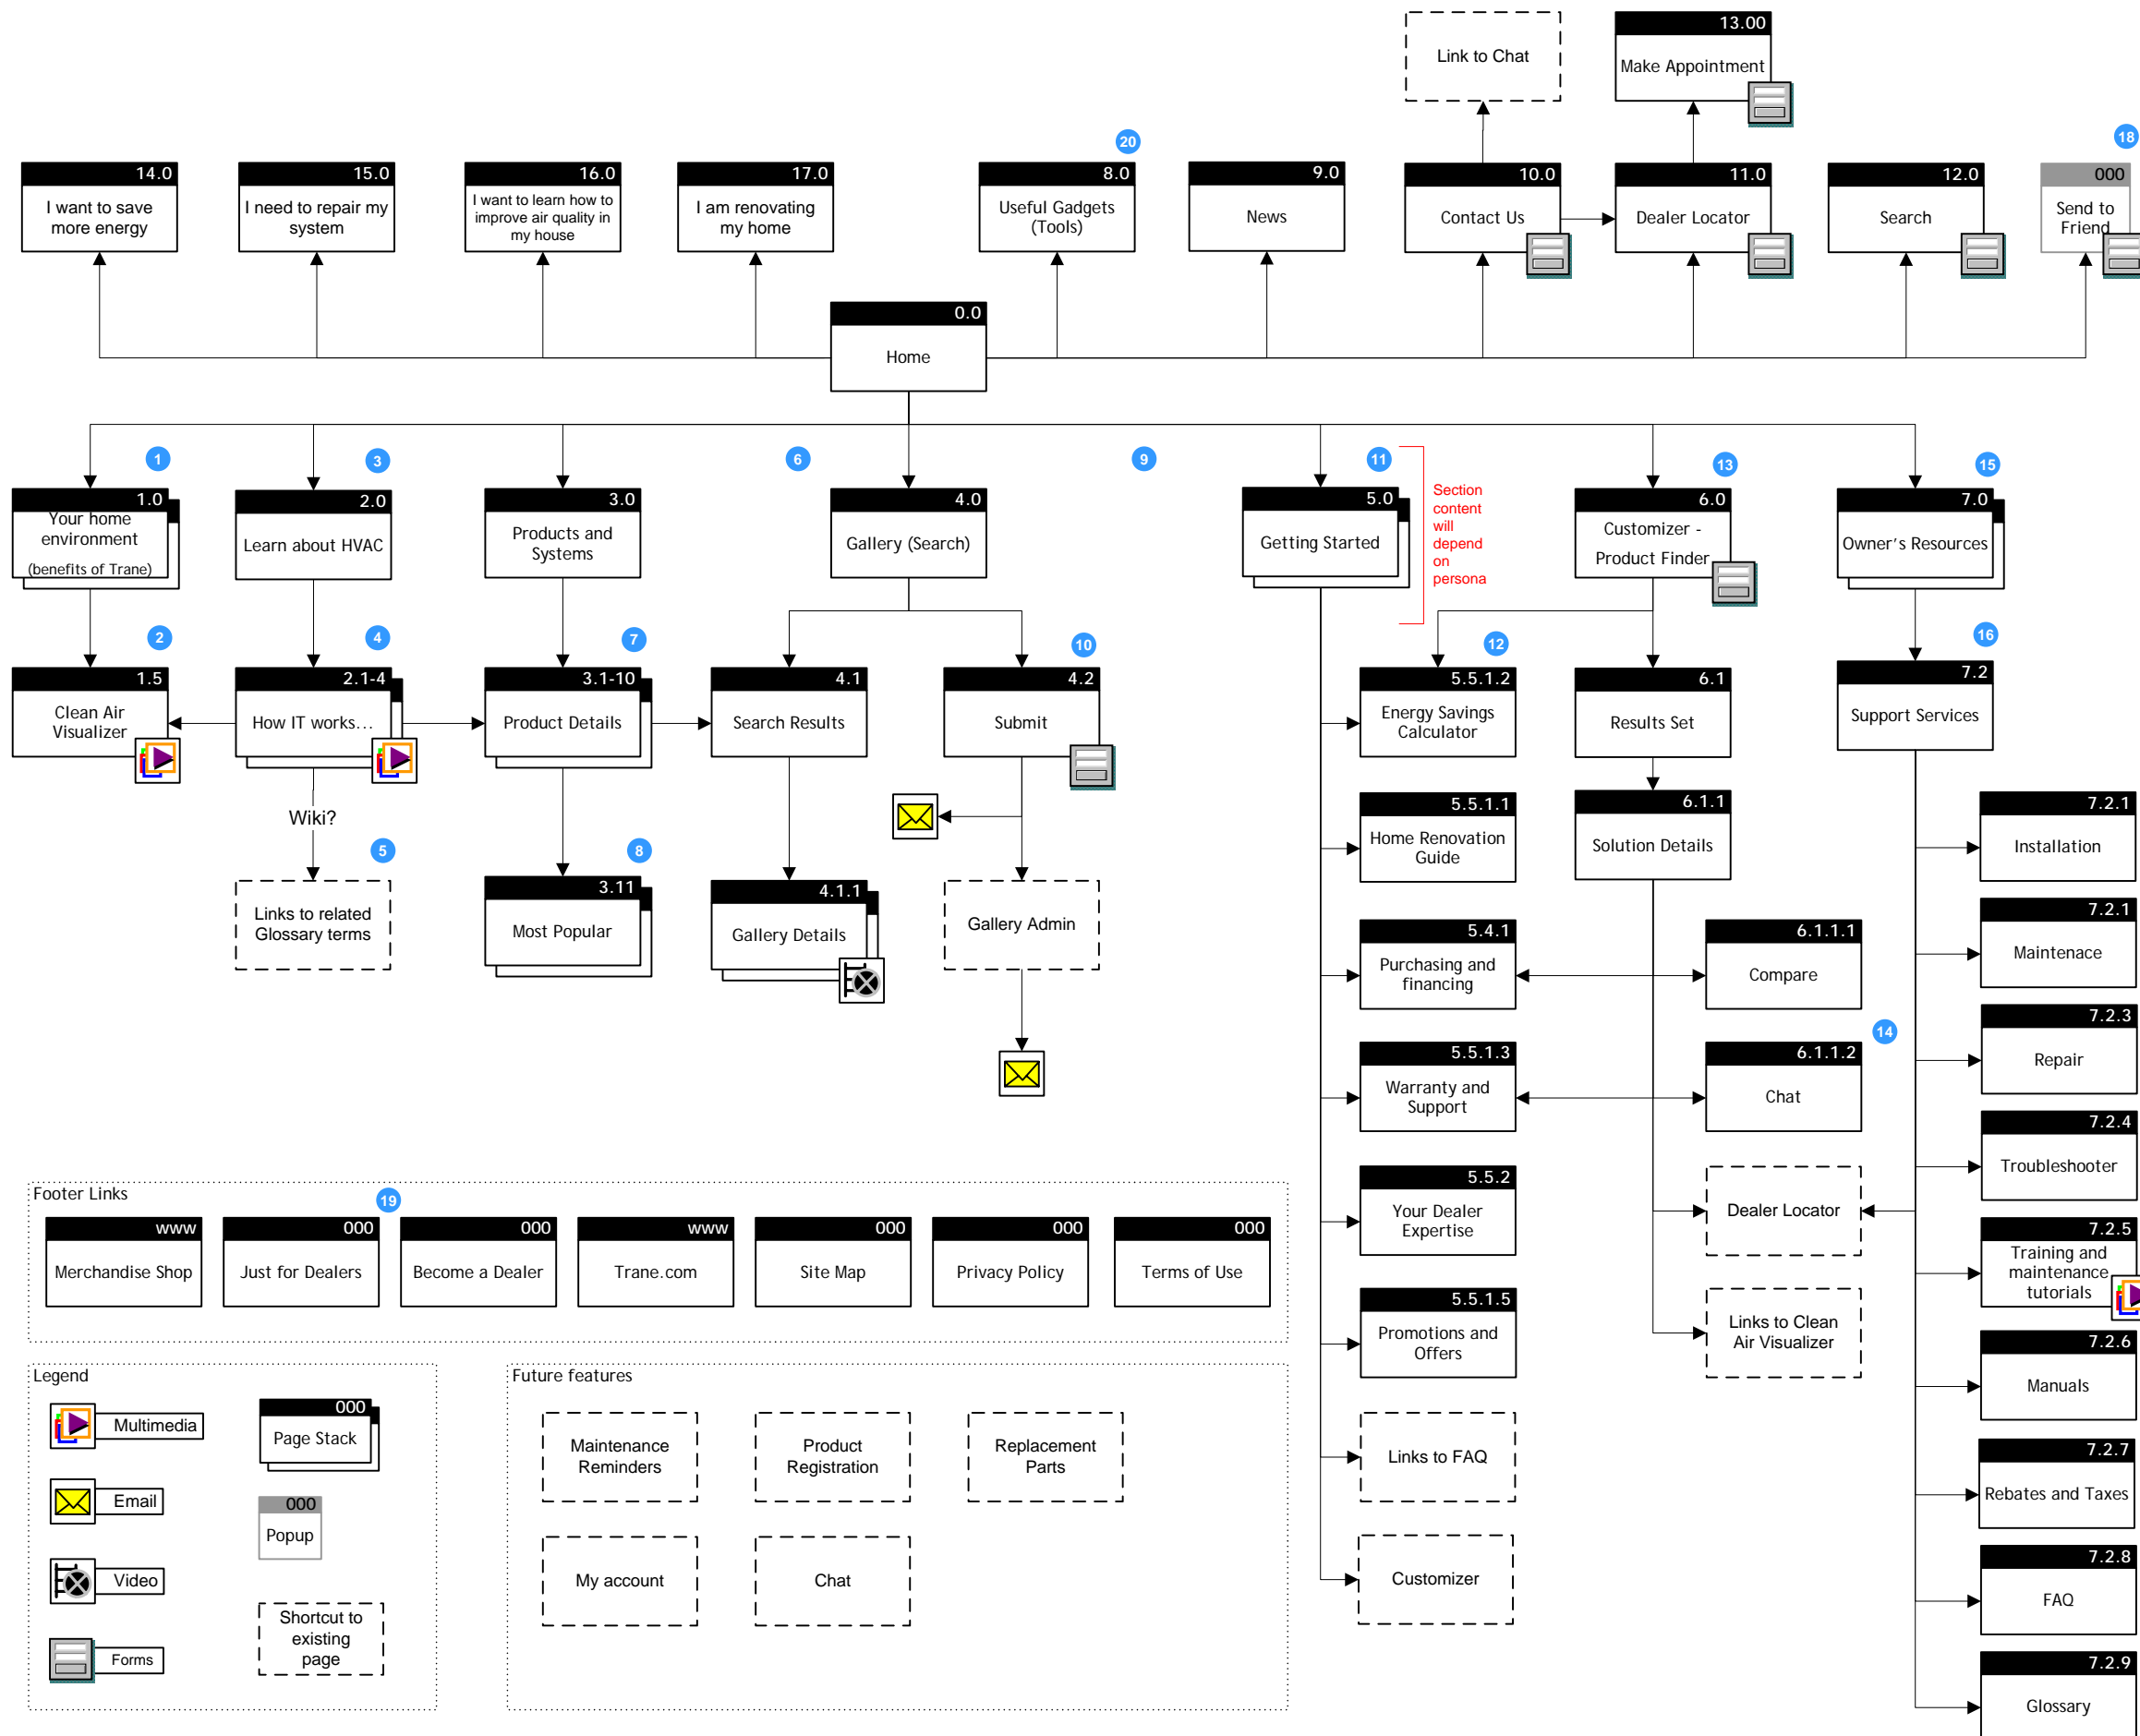 Link to Chat
13.00
Make Appointment
20
18
14.0
I want to save
more energy
15.0
I need to repair my
system
16.0
I want to learn how to
improve air quality in
my house
17.0
I am renovating
my home
8.0
Useful Gadgets
(Tools)
9.0
News
10.0
Contact Us
11.0
Dealer Locator
12.0
Search
000
Send to
Friend
0.0
Home
1
3
6
9
11
13
15
1.0
Your home
environment
(benefits of Trane)
2.0
Learn about HVAC
3.0
Products and
Systems
4.0
Gallery (Search)
5.0
Getting Started
Section
content
will
depend
on
persona
6.0
Customizer -
Product Finder
7.0
Owner's Resources
2
4
7
10
12
16
1.5
Clean Air
Visualizer
2.1-4
How IT works...
3.1-10
Product Details
4.1
Search Results
4.2
Submit
5.5.1.2
Energy Savings
Calculator
6.1
Results Set
7.2
Support Services
Wiki?
5
Links to related
Glossary terms
8
3.11
Most Popular
4.1.1
Gallery Details
Gallery Admin
5.5.1.1
Home Renovation
Guide
6.1.1
Solution Details
7.2.1
Installation
5.4.1
Purchasing and
financing
6.1.1.1
Compare
7.2.1
Maintenace
14
5.5.1.3
Warranty and
Support
6.1.1.2
Chat
7.2.3
Repair
7.2.4
Troubleshooter
5.5.2
Your Dealer
Expertise
Dealer Locator
7.2.5
Training and
maintenance
tutorials
5.5.1.5
Promotions and
Offers
Links to Clean
Air Visualizer
7.2.6
Manuals
Links to FAQ
7.2.7
Rebates and Taxes
Customizer
7.2.8
FAQ
7.2.9
Glossary
Footer Links
19
www
Merchandise Shop
000
Just for Dealers
000
Become a Dealer
www
Trane.com
000
Site Map
000
Privacy Policy
000
Terms of Use
Legend
Multimedia
000
Page Stack
Email
000
Popup
Video
Shortcut to
existing
page
Forms
Future features
Maintenance
Reminders
Product
Registration
Replacement
Parts
My account
Chat